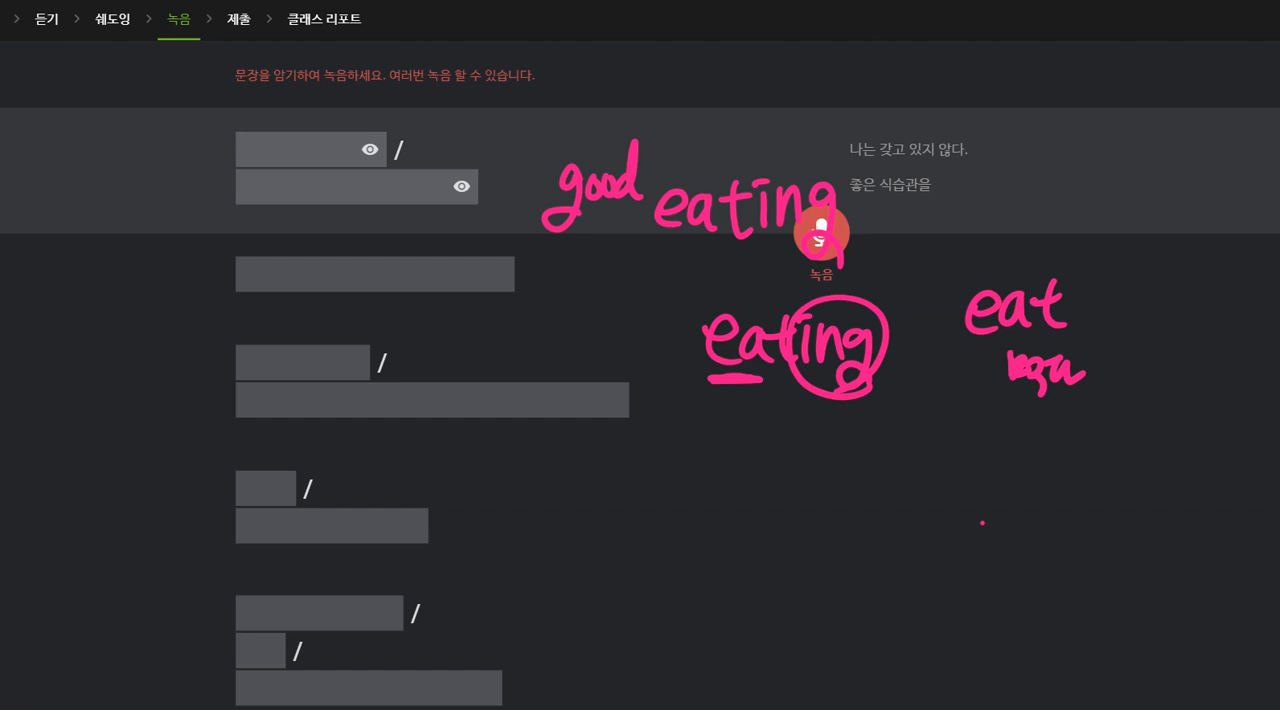 듣기 쉐도잉 녹음 제출 클래스 리포트
문장을 암기하여 녹음하세요. 여러번 녹음 할 수 있습니다.
/
나는 갖고 있지 않다.
좋은 식습관을
good eating
녹음
/
eating
eat
/
/
/